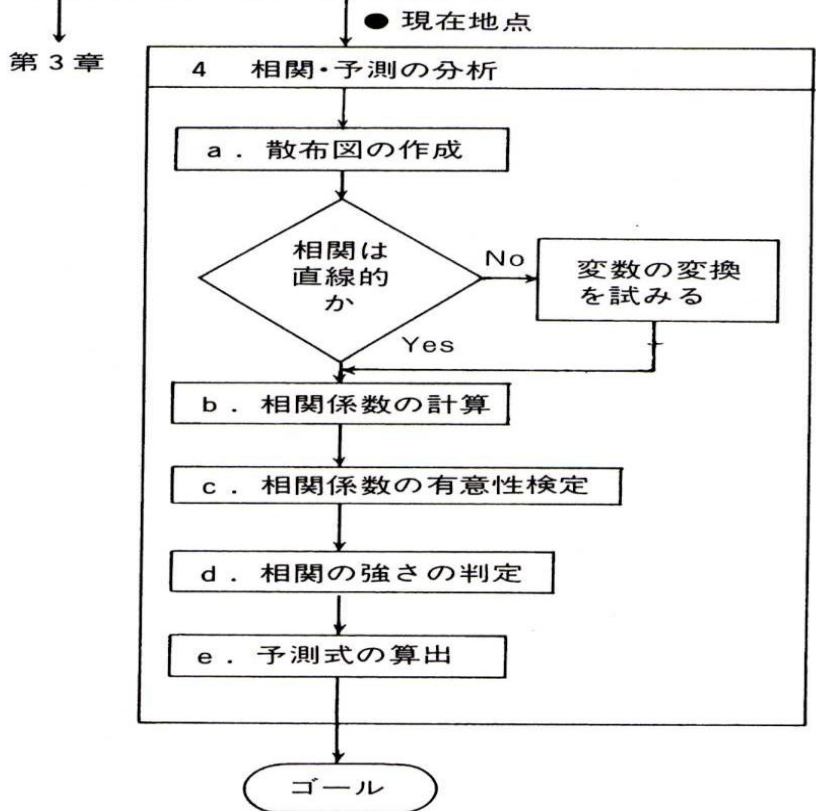 ● 現在地点
第3章
4 相関・予測の分析
a. 散布図の作成
相関は
直線的
か
No
変数の変換
を試みる
Yes
b. 相関係数の計算
c. 相関係数の有意性検定
d. 相関の強さの判定
e. 予測式の算出
ゴール